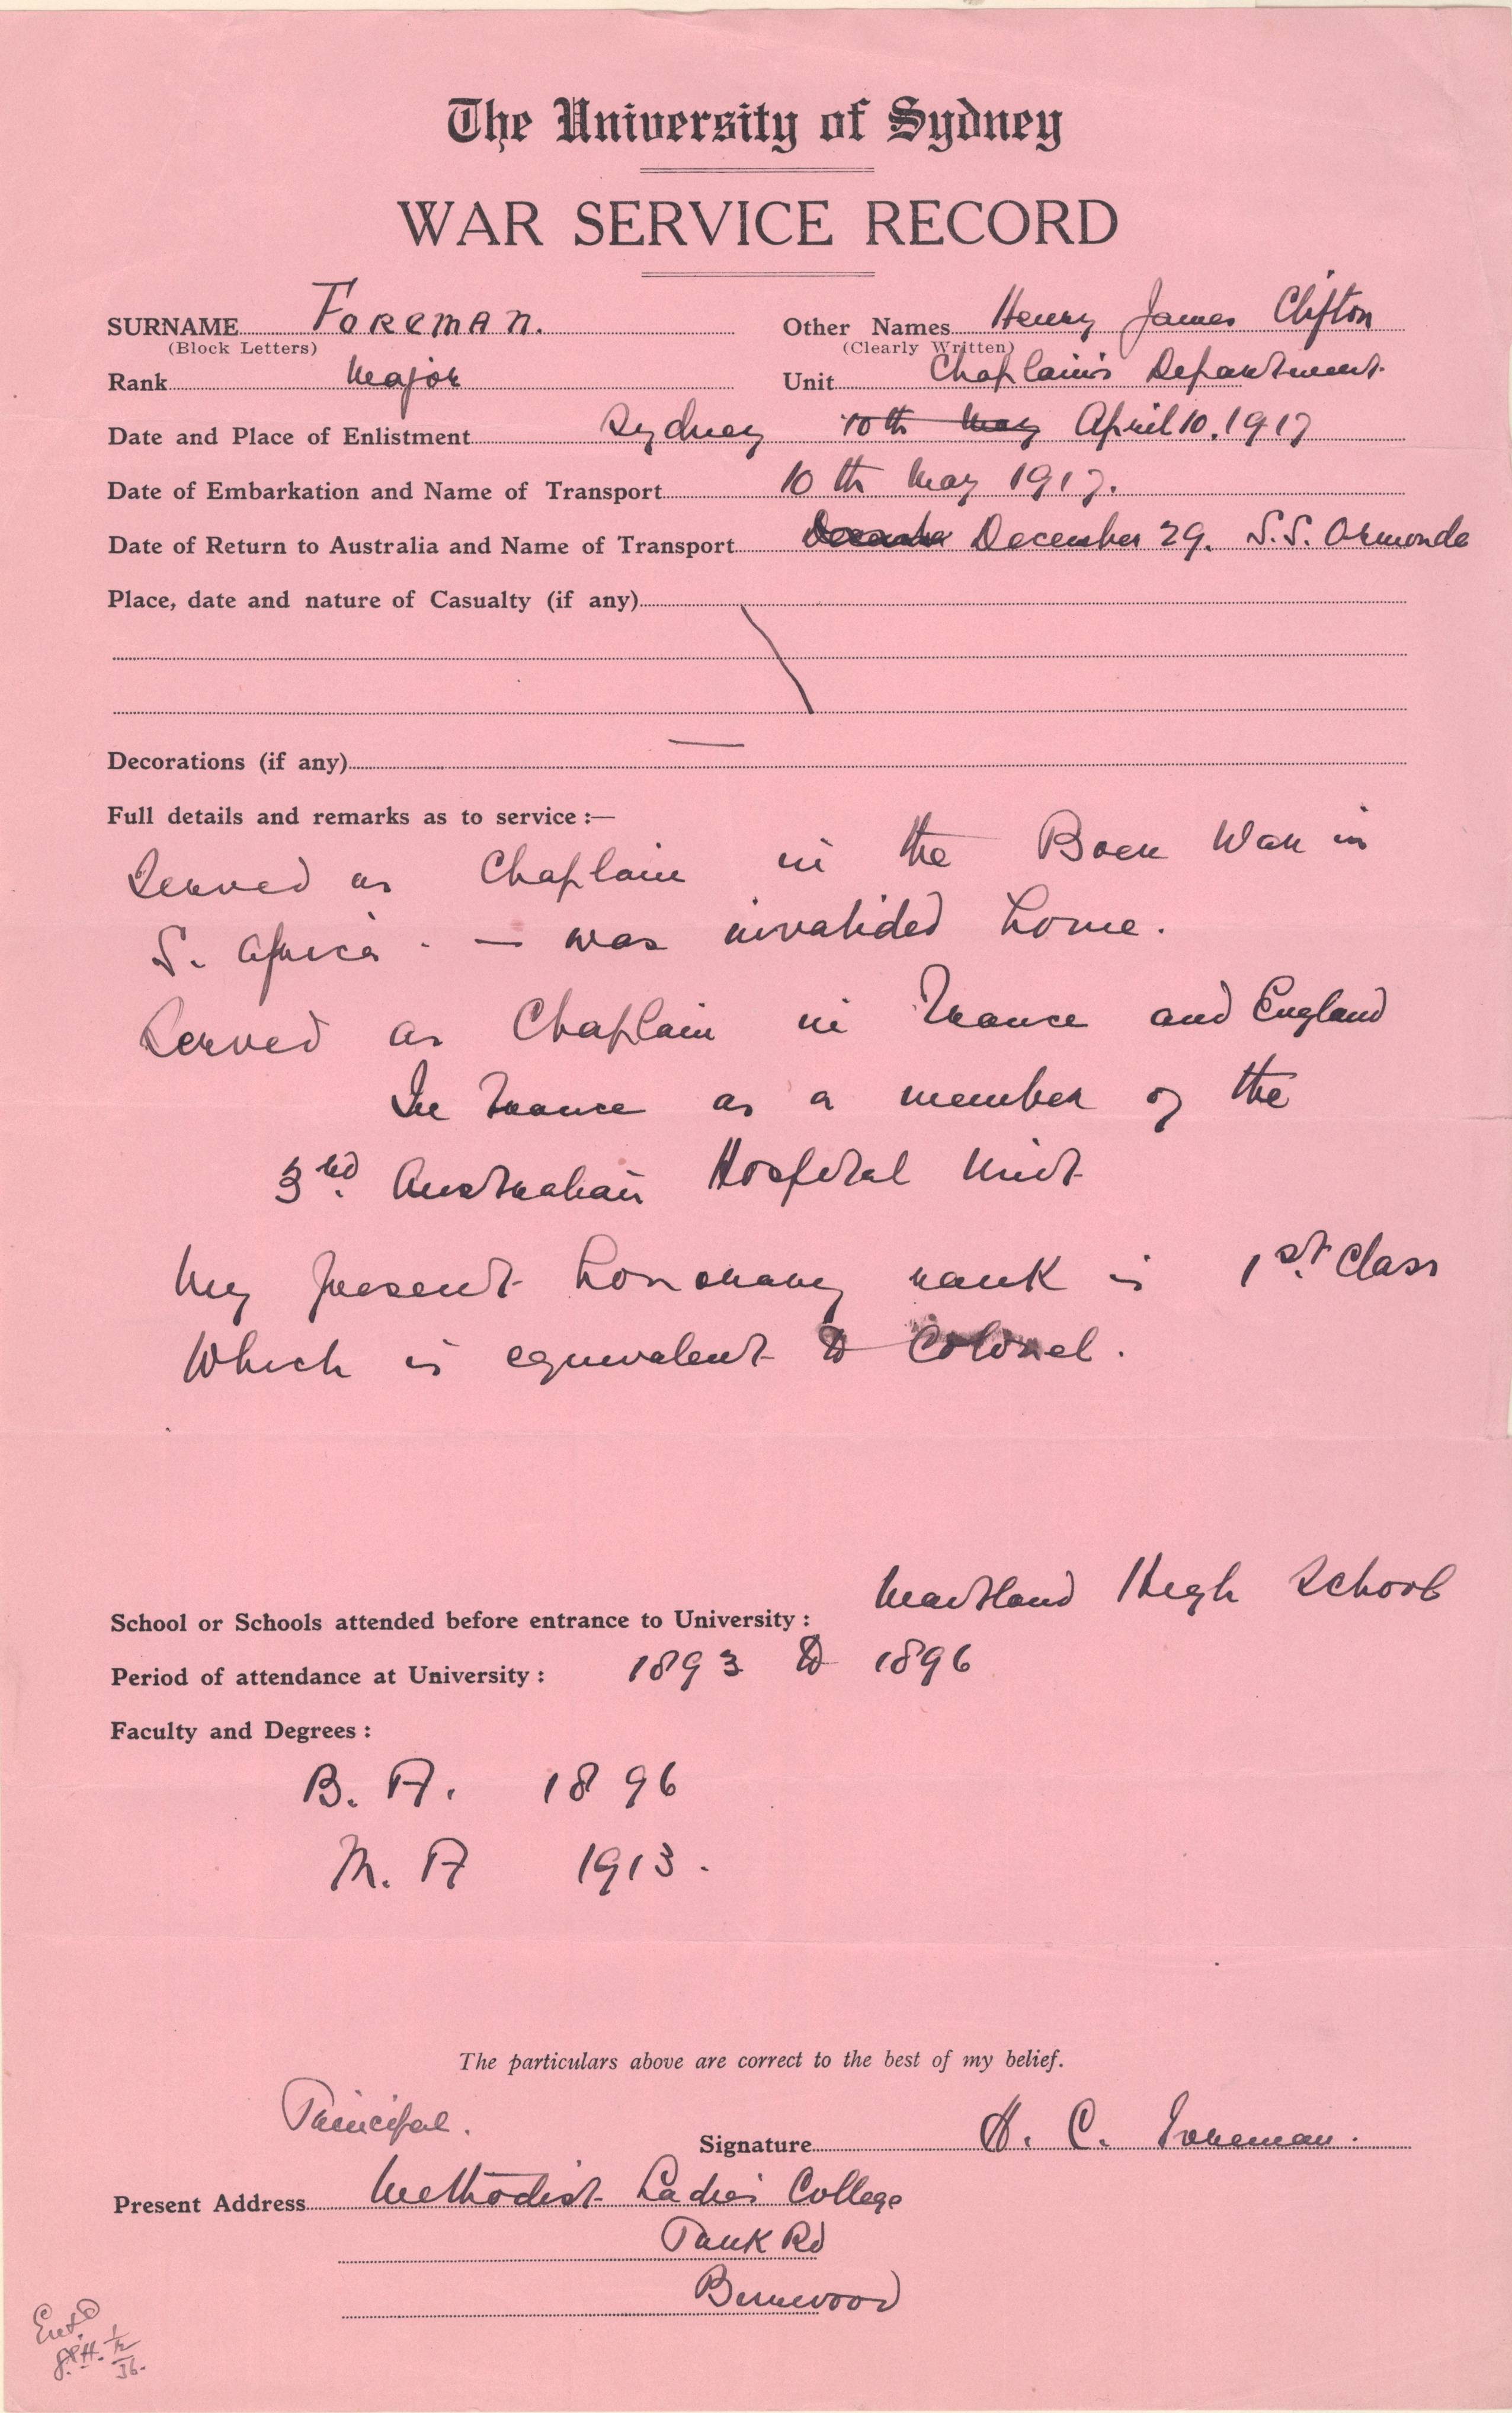 The University of Sydney
WAR SERVICE RECORD
SURNAME FOREMAN. Other Names Henry James Clifton
(Block Letters) (Clearly Written)
Rank Major Unit Chaplain's Department.
Date and Place of Enlistment Sydney 10th May April 10. 1917
Date of Embarkation and Name of Transport 10th May 1917.
Date of Return to Australia and Name of Transport December 29. S.S. Ormonde
Place, date and nature of Casualty (if any)
Decorations (if any) —
Full details and remarks as to service :—
Served as Chaplain in the Boer War in
S. Africa. — was invalided home.
Served as Chaplain in France and England
In France as a member of the
3rd. Australian Hospital Unit
My present honorary rank is 1st. Class
Which is equivalent to Colonel.
School or Schools attended before entrance to University : Maitland High School
Period of attendance at University : 1893 to 1896
Faculty and Degrees :
B. A. 1896
M. A 1913.
The particulars above are correct to the best of my belief.
Principal.
Signature H. C. Foreman.
Present Address Methodist Ladies College
Park Rd
Burwood
Entd
1/12/36.